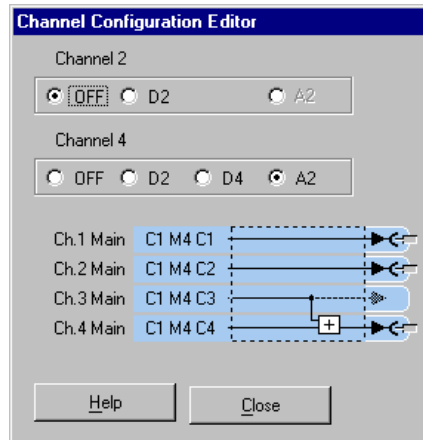 Channel Configuration Editor
Channel 2
OFF D2 A2
Channel 4
OFF D2 D4 A2
Ch.1 Main C1 M4 C1
Ch.2 Main C1 M4 C2
Ch.3 Main C1 M4 C3
Ch.4 Main C1 M4 C4
+
Help Close